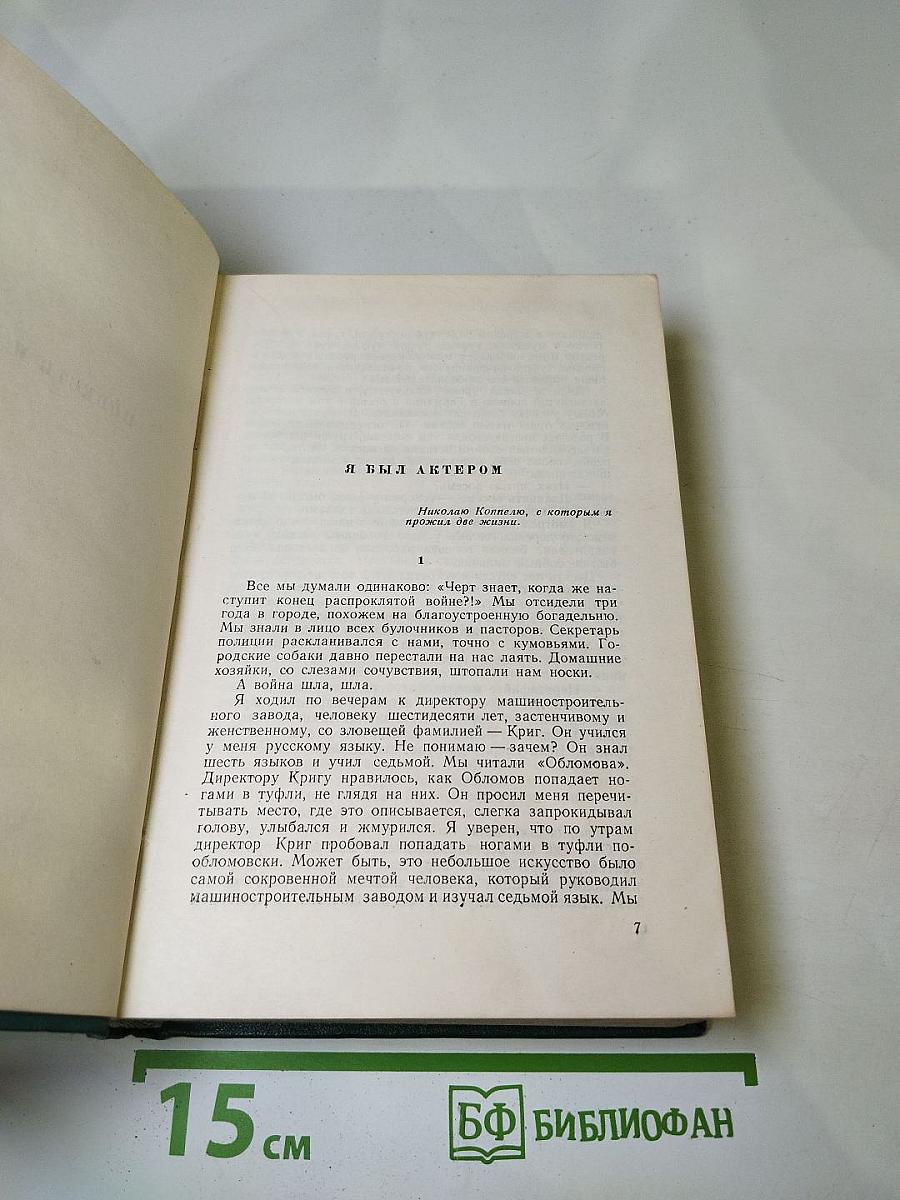 Я БЫЛ АКТЕРОМ
Николаю Коппелю, с которым я
прожил две жизни.
1
Все мы думали одинаково: «Черт знает, когда же на-
ступит конец распроклятой войне?!» Мы отсидели три
года в городе, похожем на благоустроенную богадельню.
Мы знали в лицо всех булочников и пасторов. Секретарь
полиции раскланивался с нами, точно с кумовьями. Го-
родские собаки давно перестали на нас лаять. Домашние
хозяйки, со слезами сочувствия, штопали нам носки.
А война шла, шла.
Я ходил по вечерам к директору машиностроитель-
ного завода, человеку шестидесяти лет, застенчивому и
женственному, со зловещей фамилией — Криг. Он учился
у меня русскому языку. Не понимаю — зачем? Он знал
шесть языков и учил седьмой. Мы читали «Обломова».
Директору Кригу нравилось, как Обломов попадает но-
гами в туфли, не глядя на них. Он просил меня перечи-
тывать место, где это описывается, слегка запрокидывал
голову, улыбался и жмурился. Я уверен, что по утрам
директор Криг пробовал попадать ногами в туфли по-
обломовски. Может быть, это небольшое искусство было
самой сокровенной мечтой человека, который руководил
машиностроительным заводом и изучал седьмой язык. Мы
7
15 см
БФ БИБЛИОФАН